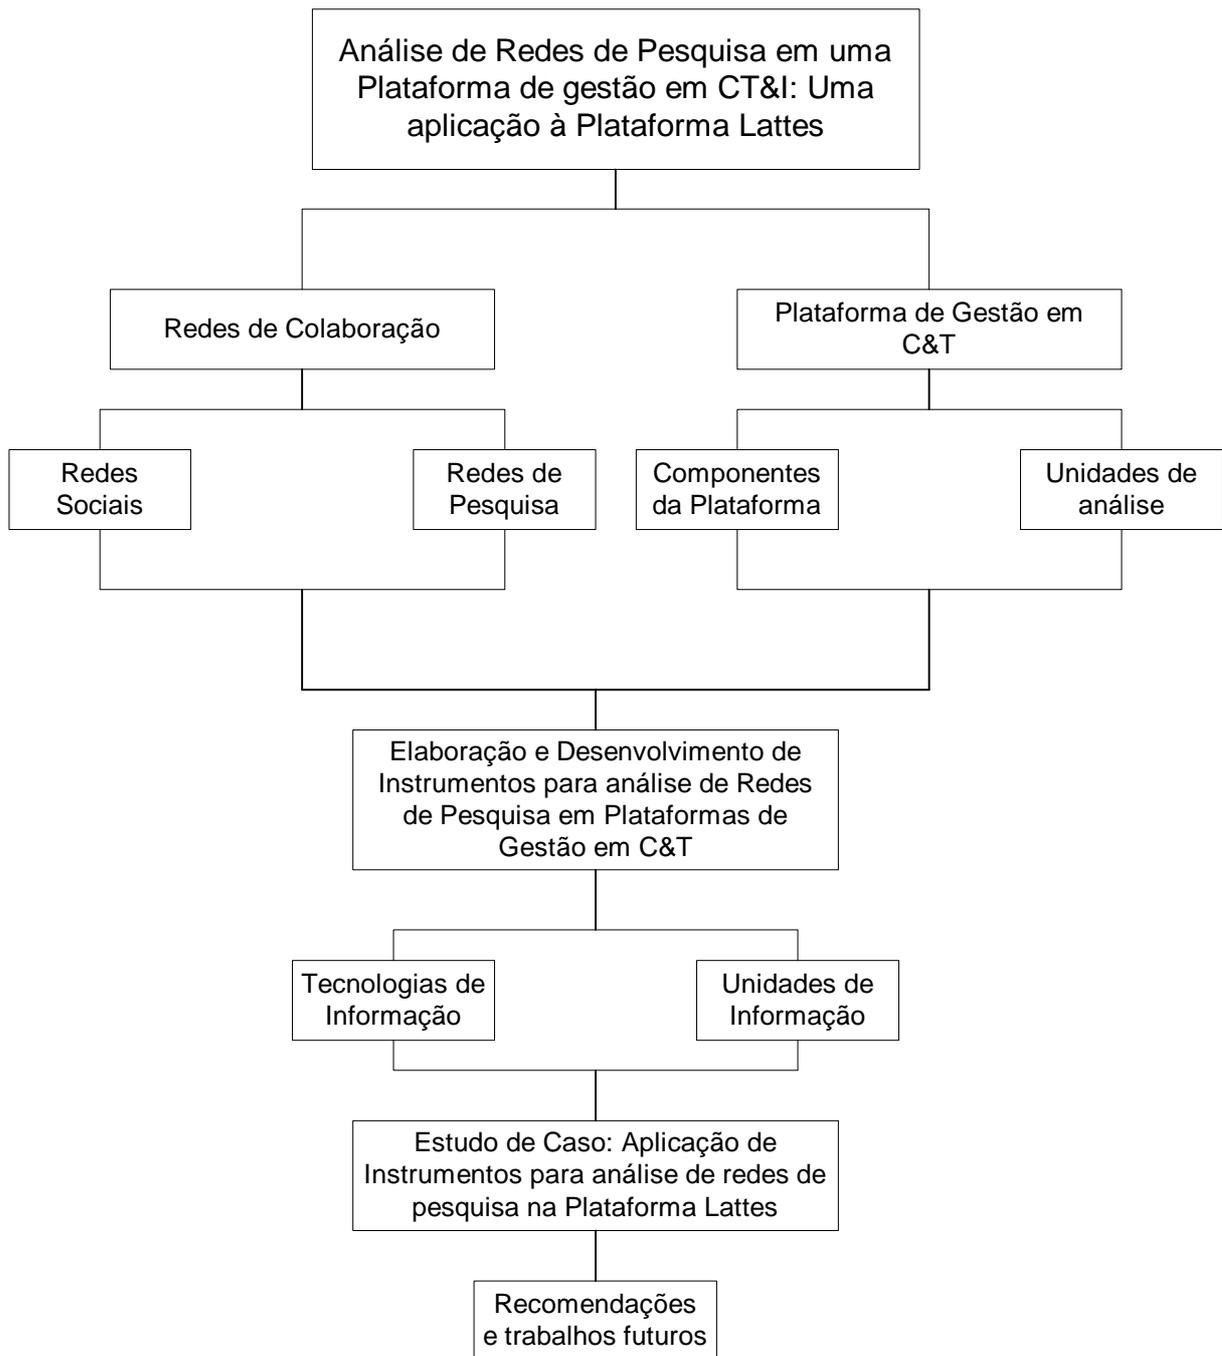 Análise de Redes de Pesquisa em uma
Plataforma de gestão em CT&I: Uma
aplicação à Plataforma Lattes
Redes de Colaboração
Plataforma de Gestão em
C&T
Redes
Sociais
Redes de
Pesquisa
Componentes
da Plataforma
Unidades de
análise
Elaboração e Desenvolvimento de
Instrumentos para análise de Redes
de Pesquisa em Plataformas de
Gestão em C&T
Tecnologias de
Informação
Unidades de
Informação
Estudo de Caso: Aplicação de
Instrumentos para análise de redes de
pesquisa na Plataforma Lattes
Recomendações
e trabalhos futuros